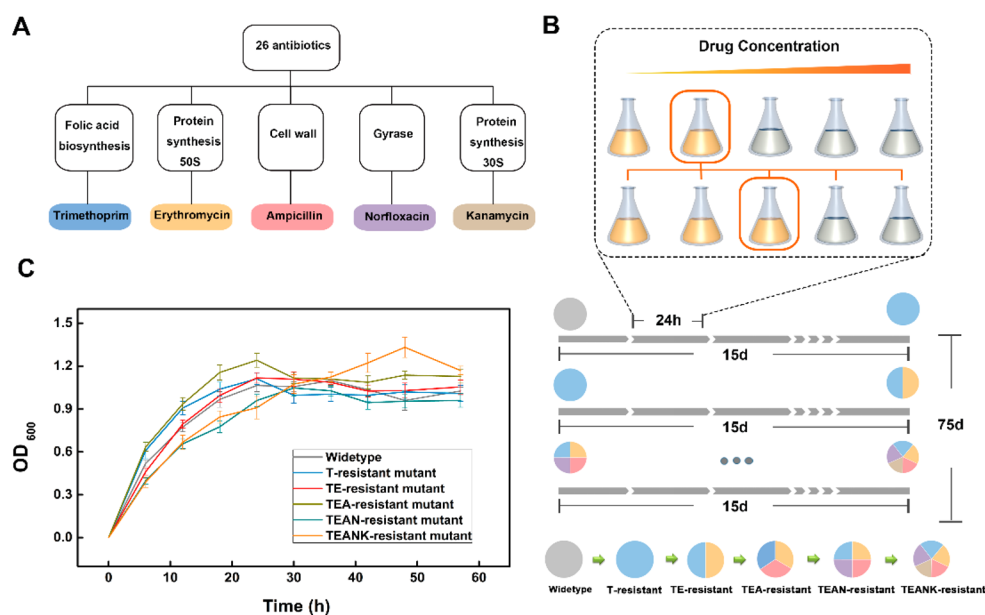 A
26 antibiotics
Folic acid
biosynthesis
Protein
synthesis
50S
Cell wall
Gyrase
Protein
synthesis
30S
Trimethoprim
Erythromycin
Ampicillin
Norfloxacin
Kanamycin
B
Drug Concentration
24h
15d
15d
15d
75d
Widetype
T-resistant
TE-resistant
TEA-resistant
TEAN-resistant
TEANK-resistant
C
OD600
1.5
1.2
0.9
0.6
0.3
0.0
Widetype
T-resistant mutant
TE-resistant mutant
TEA-resistant mutant
TEAN-resistant mutant
TEANK-resistant mutant
0 10 20 30 40 50 60
Time (h)